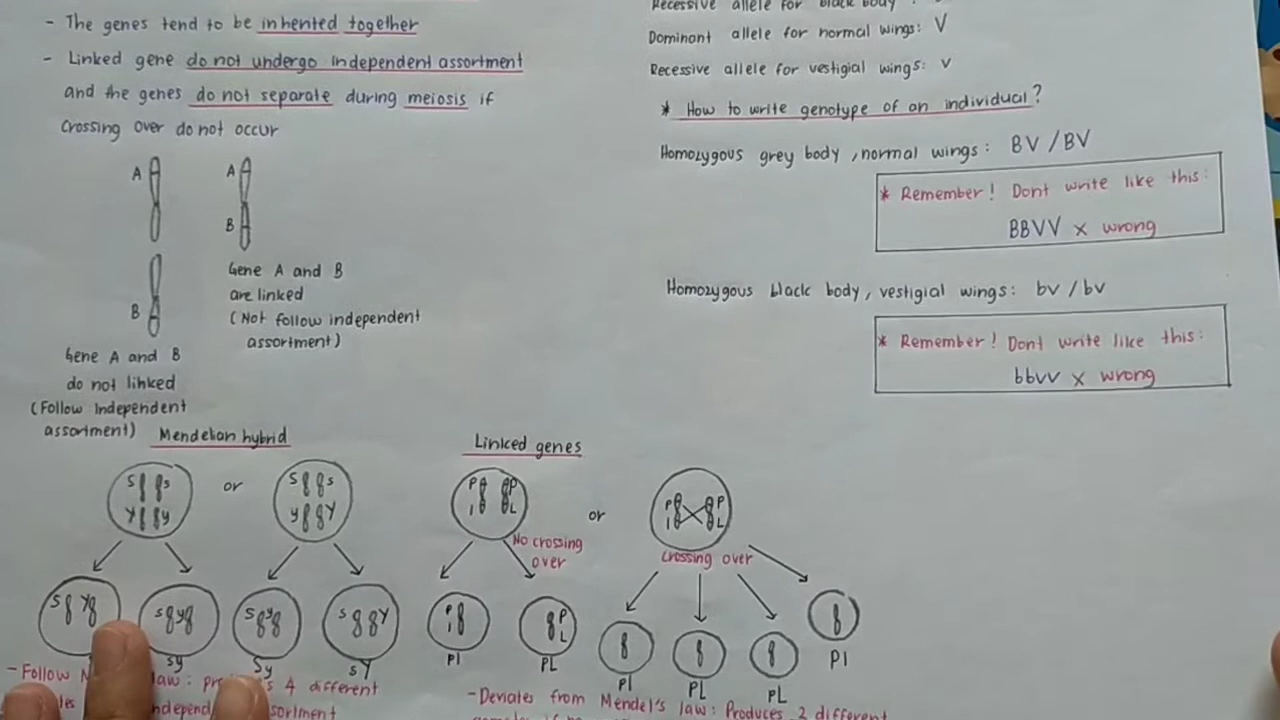 - The genes tend to be inherited together
- Linked gene do not undergo independent assortment
and the genes do not separate during meiosis if
crossing over do not occur
A
A
B
B
Gene A and B
are linked
(Not follow independent
assortment)
Gene A and B
do not linked
(Follow independent
assortment)
Recessive allele for black body :
Dominant allele for normal wings: V
Recessive allele for vestigial wings: v
* How to write genotype of an individual?
Homozygous grey body, normal wings: BV / BV
* Remember! Dont write like this:
BBVV x wrong
Homozygous black body, vestigial wings: bv / bv
* Remember! Dont write like this:
bbvv x wrong
Mendelian hybrid
S s
Y y
or
S s
y Y
S Y
s y
S y
s Y
sy
Sy
sY
- Follow law: 4 different
assortment
Linked genes
P P
l L
No crossing
over
or
P P
l L
crossing over
P
l
P
L
Pl
PL
Pl
PL
PL
Pl
- Deviates from Mendel's law: Produces 2 different